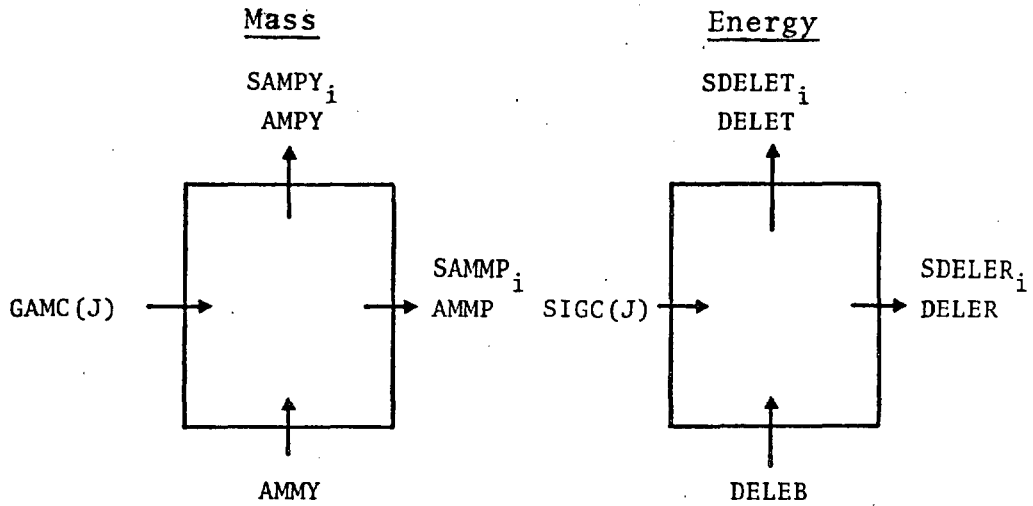 Mass
SAMPY_i
AMPY
GAMC(J)
SAMMP_i
AMMP
AMMY
Energy
SDELET_i
DELET
SIGC(J)
SDELER_i
DELER
DELEB